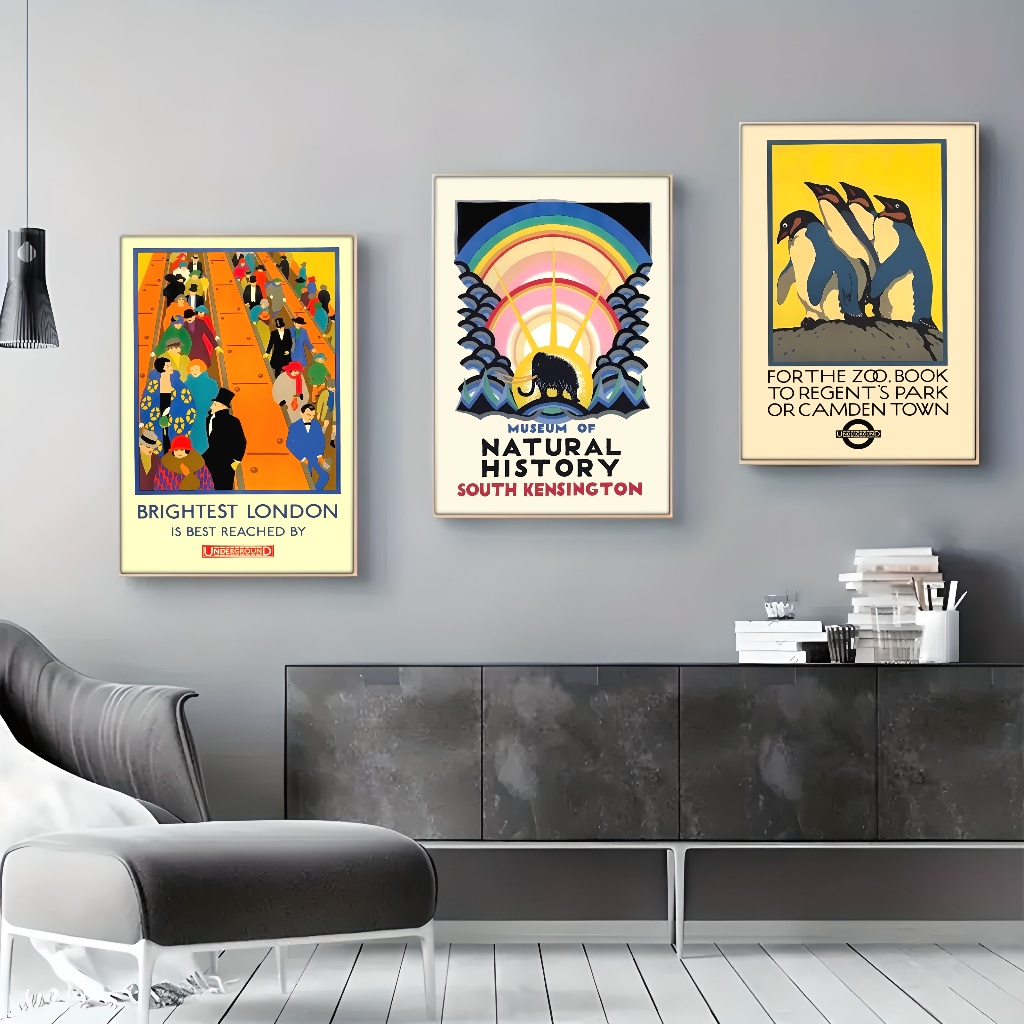 BRIGHTEST LONDON
IS BEST REACHED BY
UNDERGROUND
MUSEUM OF
NATURAL
HISTORY
SOUTH KENSINGTON
FOR THE ZOO, BOOK
TO REGENT'S PARK
OR CAMDEN TOWN
UNDERGROUND